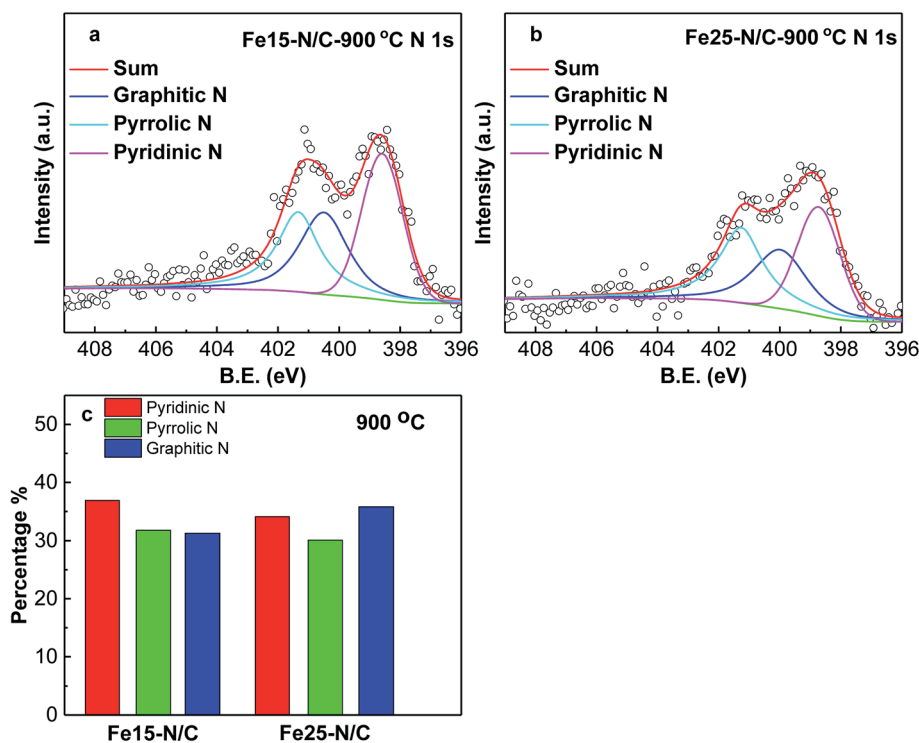 a
Fe15-N/C-900 °C N 1s
Sum
Graphitic N
Pyrrolic N
Pyridinic N
Intensity (a.u.)
408 406 404 402 400 398 396
B.E. (eV)
b
Fe25-N/C-900 °C N 1s
Sum
Graphitic N
Pyrrolic N
Pyridinic N
Intensity (a.u.)
408 406 404 402 400 398 396
B.E. (eV)
c
900 °C
Pyridinic N
Pyrrolic N
Graphitic N
Percentage %
50
40
30
20
10
0
Fe15-N/C Fe25-N/C